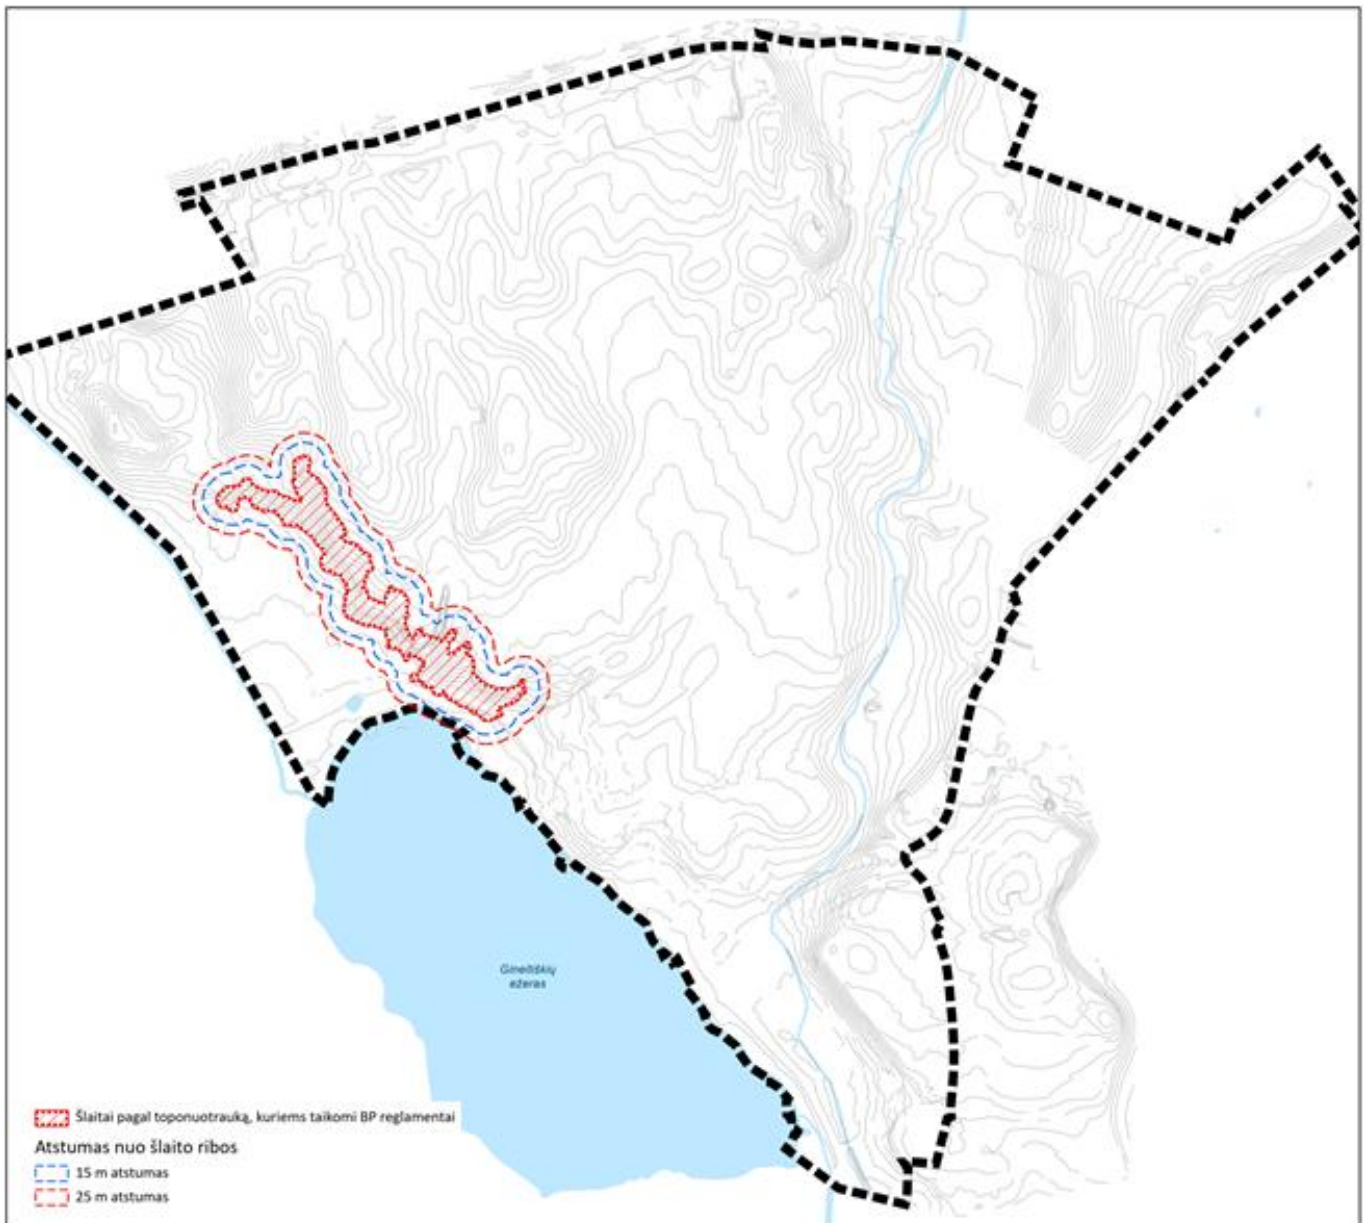 Gineitiškių
ežeras
Šlaitai pagal toponuotrauką, kuriems taikomi BP reglamentai
Atstumas nuo šlaito ribos
15 m atstumas
25 m atstumas